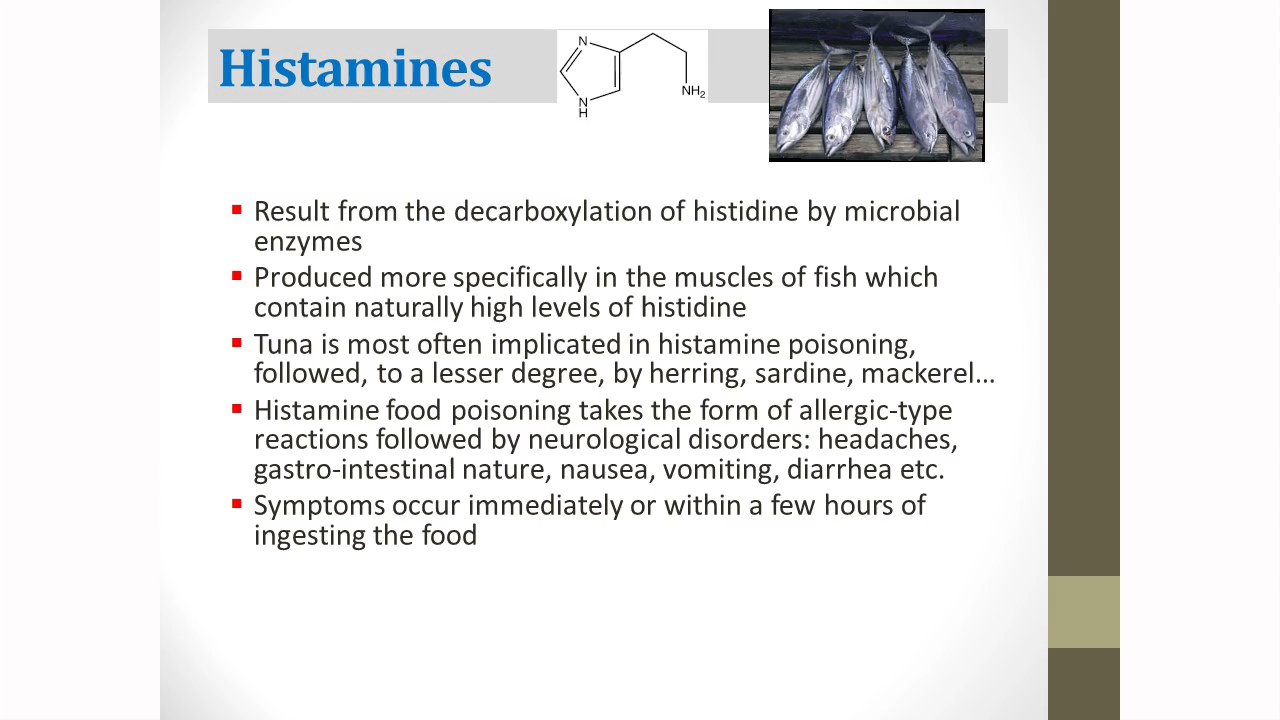 Histamines
N
N
H
NH2
Result from the decarboxylation of histidine by microbial
enzymes
Produced more specifically in the muscles of fish which
contain naturally high levels of histidine
Tuna is most often implicated in histamine poisoning,
followed, to a lesser degree, by herring, sardine, mackerel…
Histamine food poisoning takes the form of allergic-type
reactions followed by neurological disorders: headaches,
gastro-intestinal nature, nausea, vomiting, diarrhea etc.
Symptoms occur immediately or within a few hours of
ingesting the food